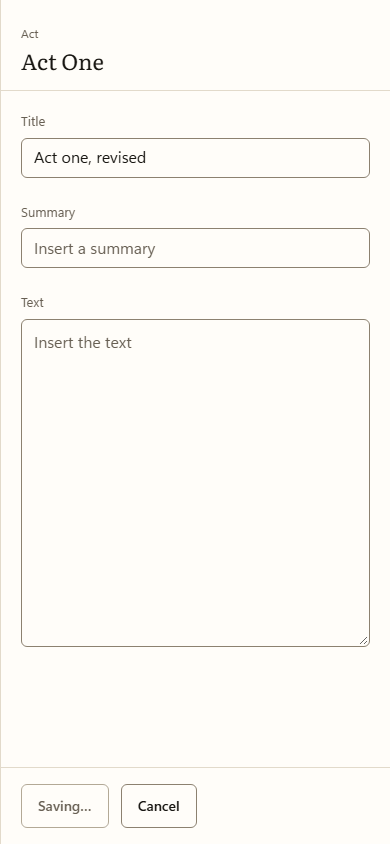 Act
Act One
Title
Act one, revised
Summary
Insert a summary
Text
Insert the text
Saving...
Cancel